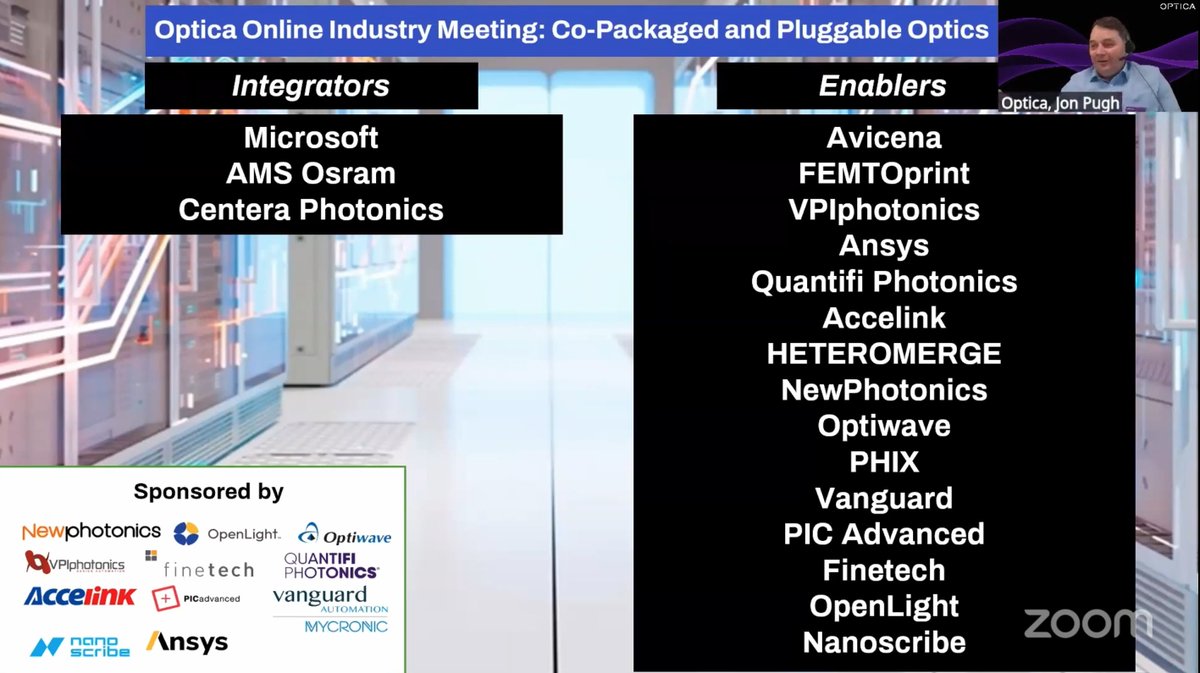 Optica Online Industry Meeting: Co-Packaged and Pluggable Optics
OPTICA
Optica, Jon Pugh
Integrators
Microsoft
AMS Osram
Centera Photonics
Enablers
Avicena
FEMTOprint
VPIphotonics
Ansys
Quantifi Photonics
Accelink
HETEROMERGE
NewPhotonics
Optiwave
PHIX
Vanguard
PIC Advanced
Finetech
OpenLight
Nanoscribe
Sponsored by
Newphotonics
OpenLight
Optiwave
VPIphotonics
finetech
QUANTIFI
PHOTONICS
Accelink
PICadvanced
vanguard
AUTOMATION
MYCRONIC
nano
scribe
Ansys
zoom